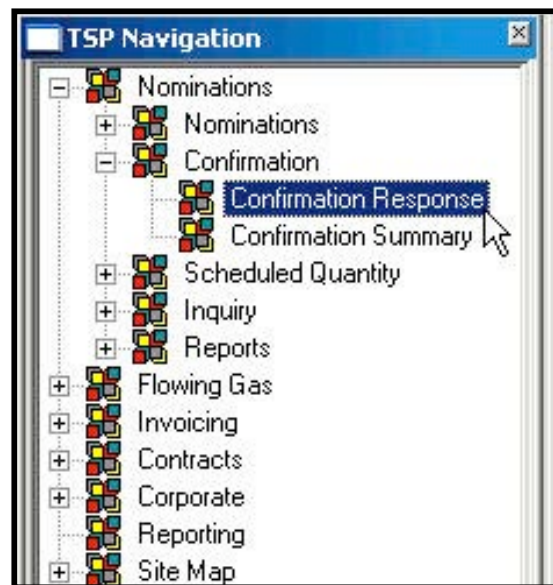 TSP Navigation
Nominations
Nominations
Confirmation
Confirmation Response
Confirmation Summary
Scheduled Quantity
Inquiry
Reports
Flowing Gas
Invoicing
Contracts
Corporate
Reporting
Site Map